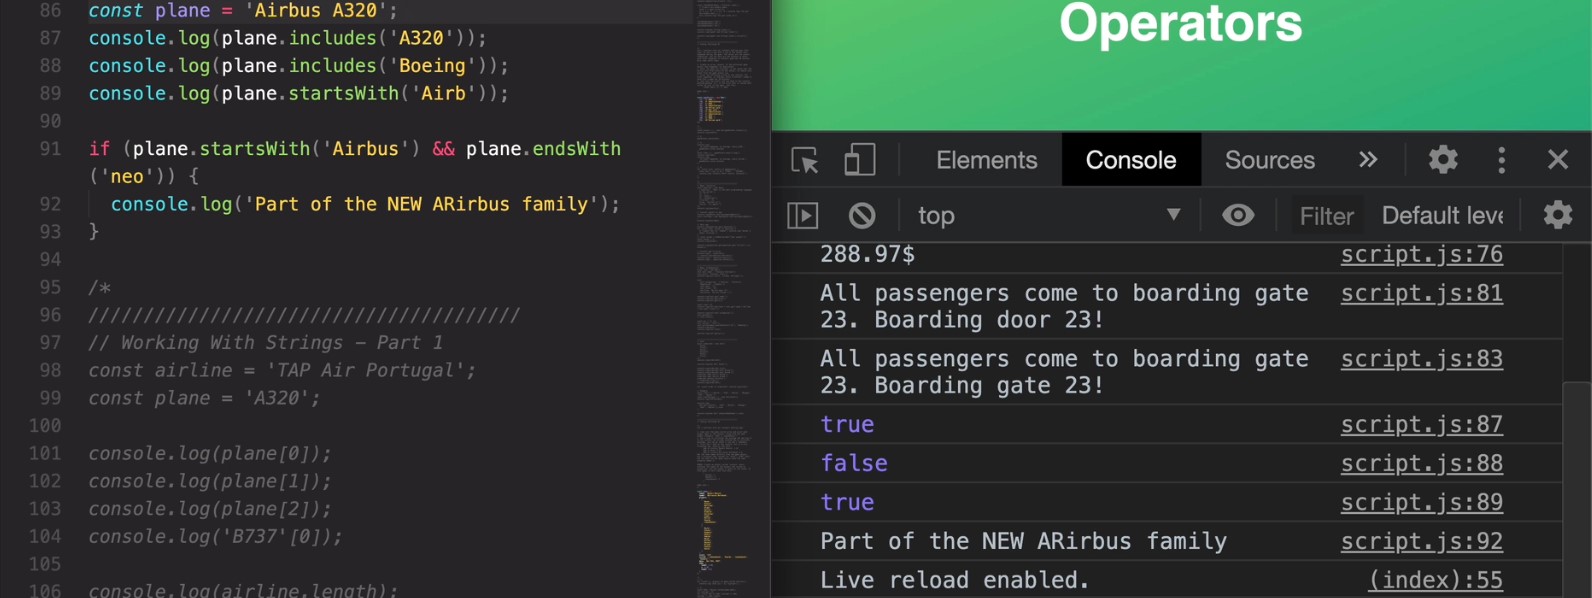 86 const plane = 'Airbus A320';
87 console.log(plane.includes('A320'));
88 console.log(plane.includes('Boeing'));
89 console.log(plane.startsWith('Airb'));
90
91 if (plane.startsWith('Airbus') && plane.endsWith
('neo')) {
92 console.log('Part of the NEW ARirbus family');
93 }
94
95 /*
96 ///////////////////////////////////////
97 // Working With Strings - Part 1
98 const airline = 'TAP Air Portugal';
99 const plane = 'A320';
100
101 console.log(plane[0]);
102 console.log(plane[1]);
103 console.log(plane[2]);
104 console.log('B737'[0]);
105
106 console.log(airline.length);
Operators
Elements Console Sources »
top Filter Default leve
288.97$ script.js:76
All passengers come to boarding gate script.js:81
23. Boarding door 23!
All passengers come to boarding gate script.js:83
23. Boarding gate 23!
true script.js:87
false script.js:88
true script.js:89
Part of the NEW ARirbus family script.js:92
Live reload enabled. (index):55